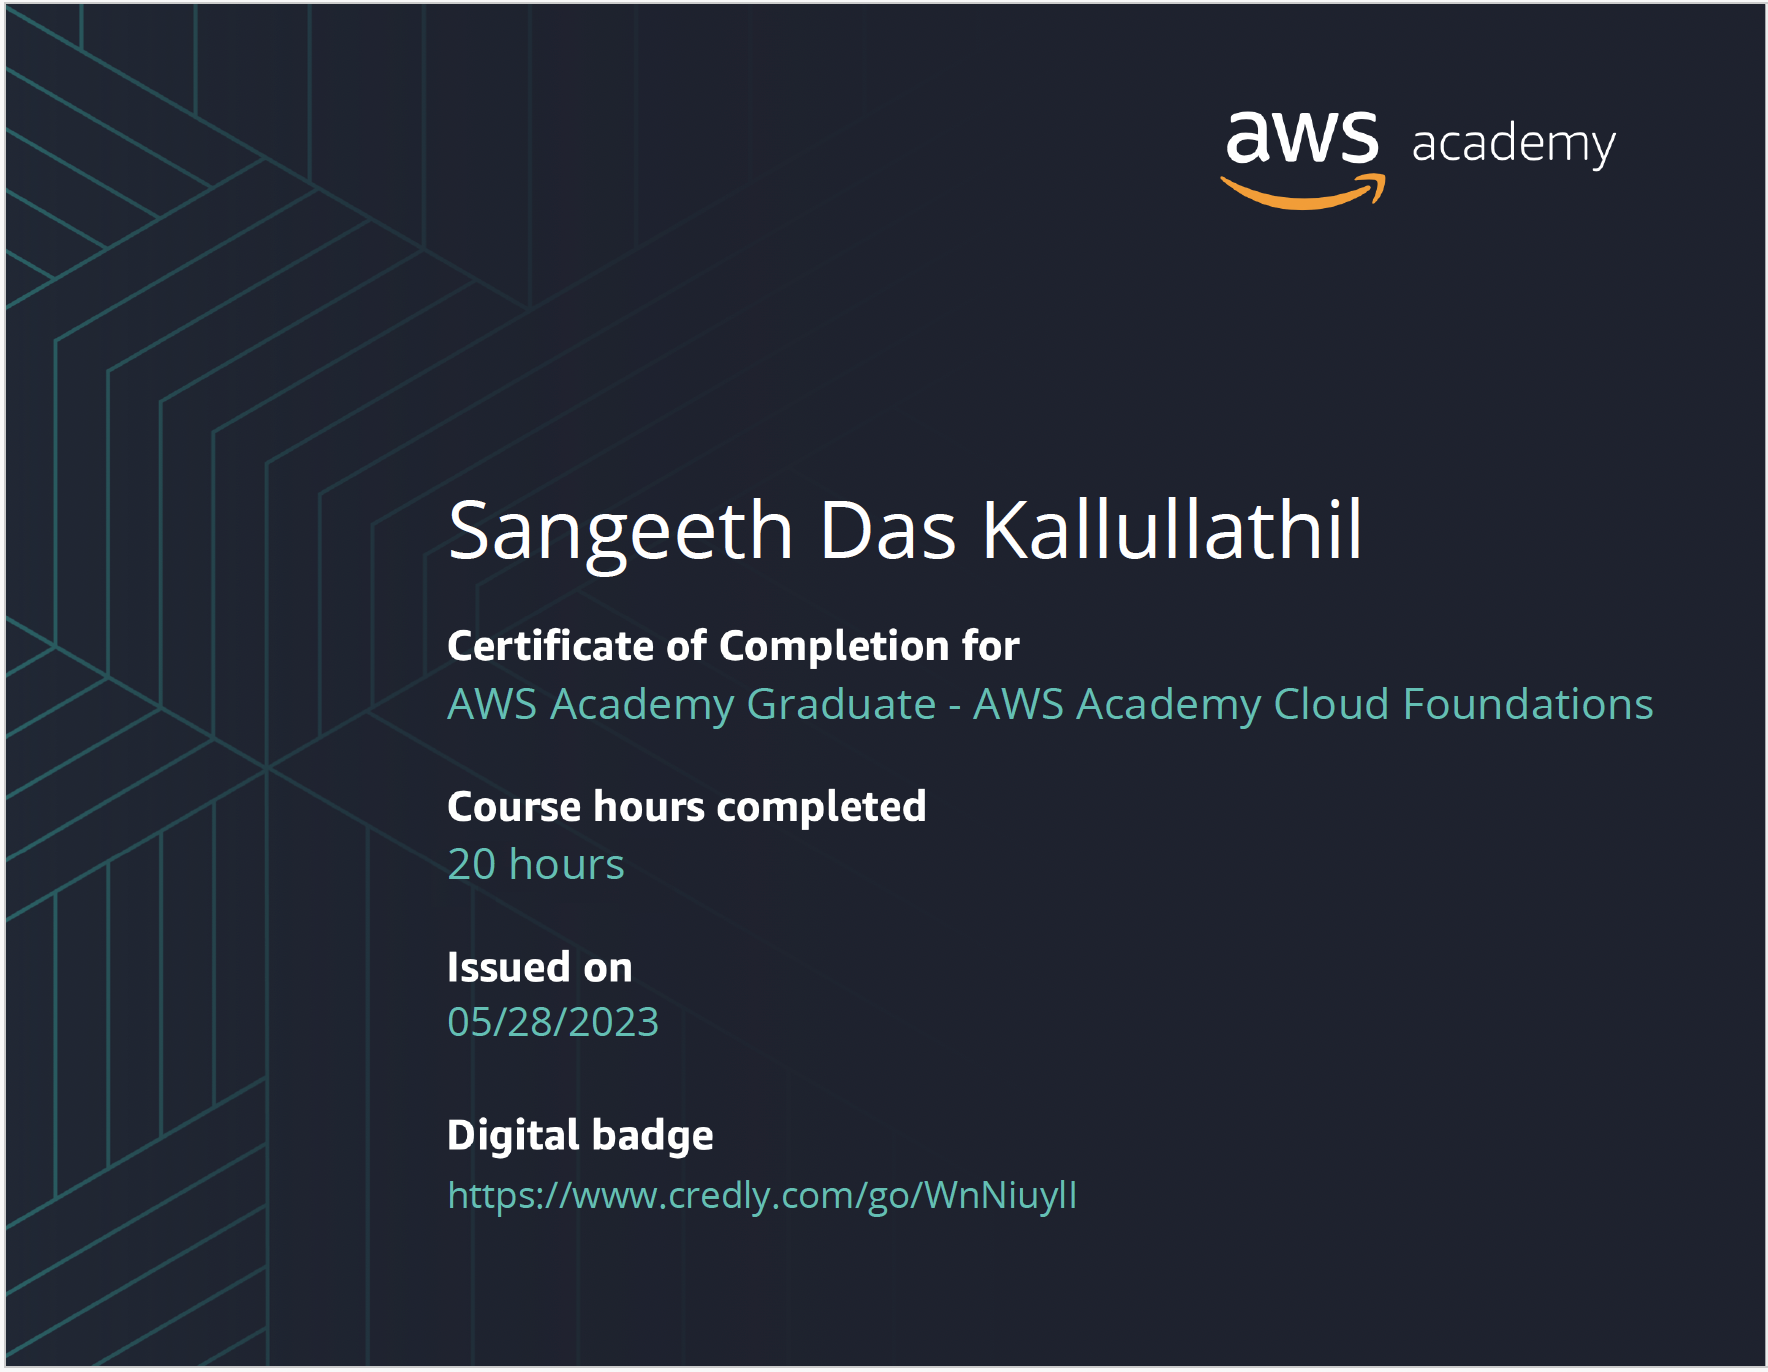 aws academy
Sangeeth Das Kallullathil
Certificate of Completion for
AWS Academy Graduate - AWS Academy Cloud Foundations
Course hours completed
20 hours
Issued on
05/28/2023
Digital badge
https://www.credly.com/go/WnNiuylI